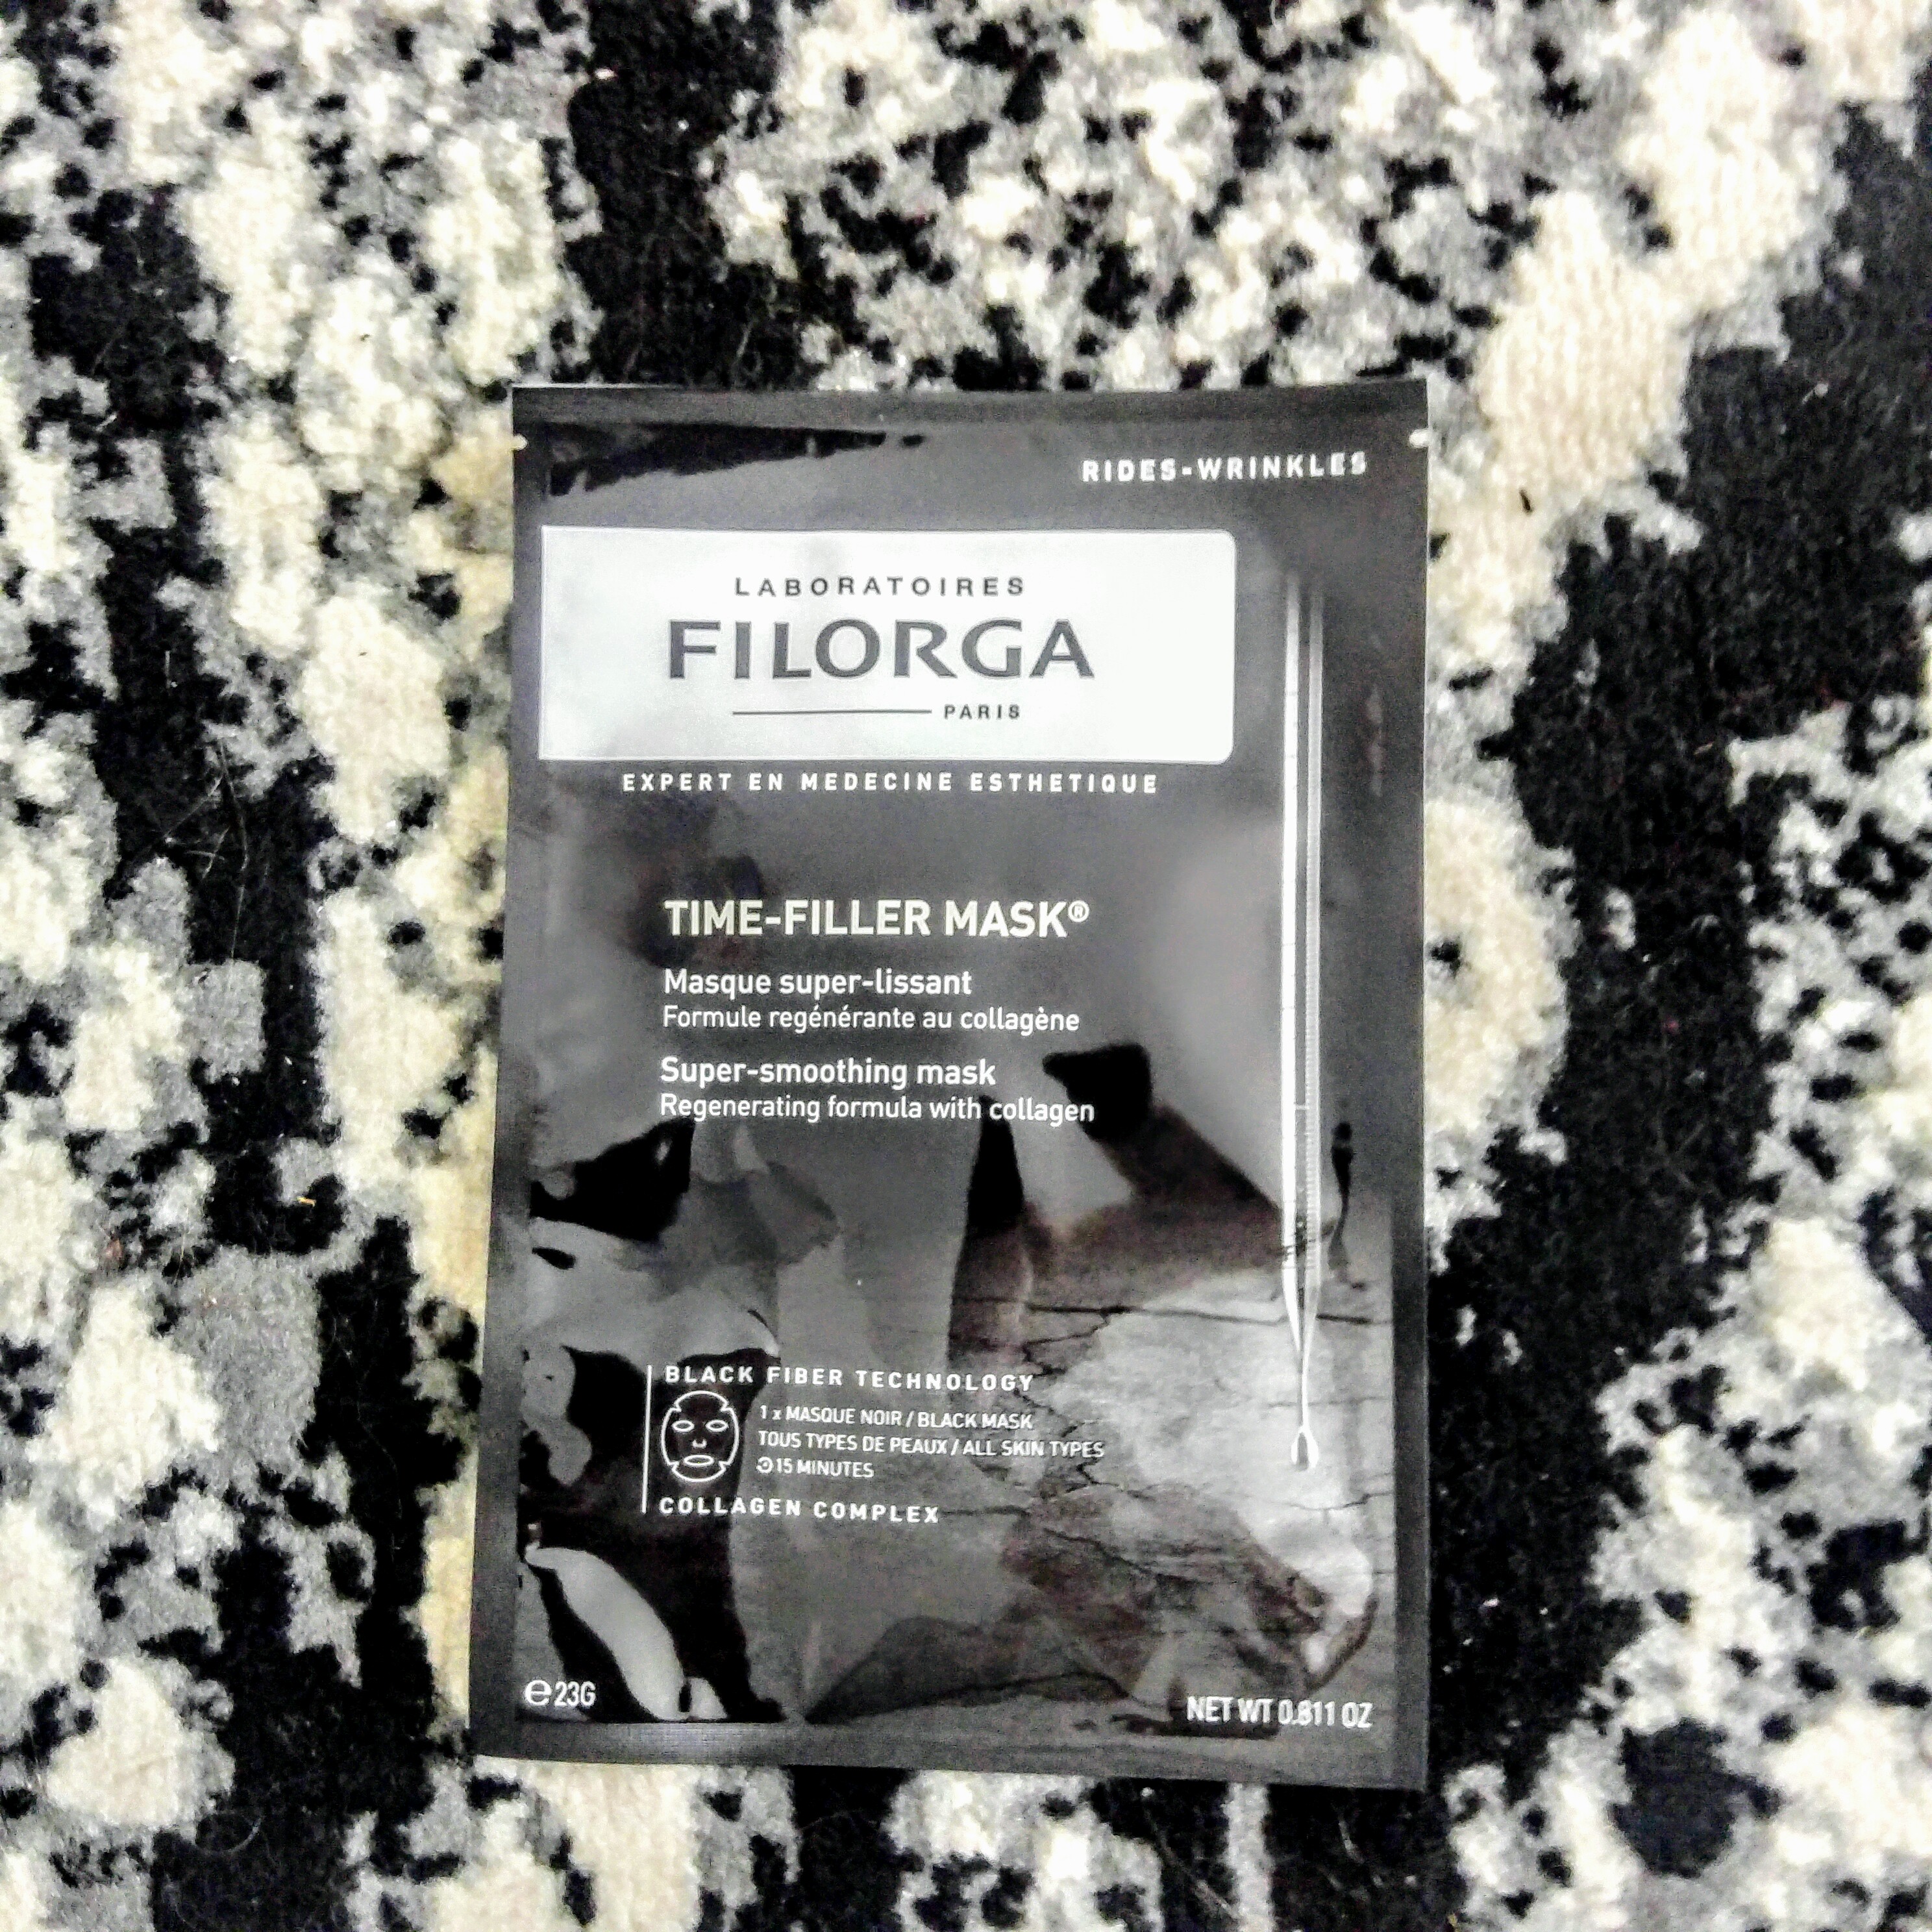 RIDES-WRINKLES
LABORATOIRES
FILORGA
PARIS
EXPERT EN MEDECINE ESTHETIQUE
TIME-FILLER MASK®
Masque super-lissant
Formule regénérante au collagène
Super-smoothing mask
Regenerating formula with collagen
BLACK FIBER TECHNOLOGY
1 x MASQUE NOIR / BLACK MASK
TOUS TYPES DE PEAUX / ALL SKIN TYPES
15 MINUTES
COLLAGEN COMPLEX
℮ 23G
NET WT 0.811 OZ